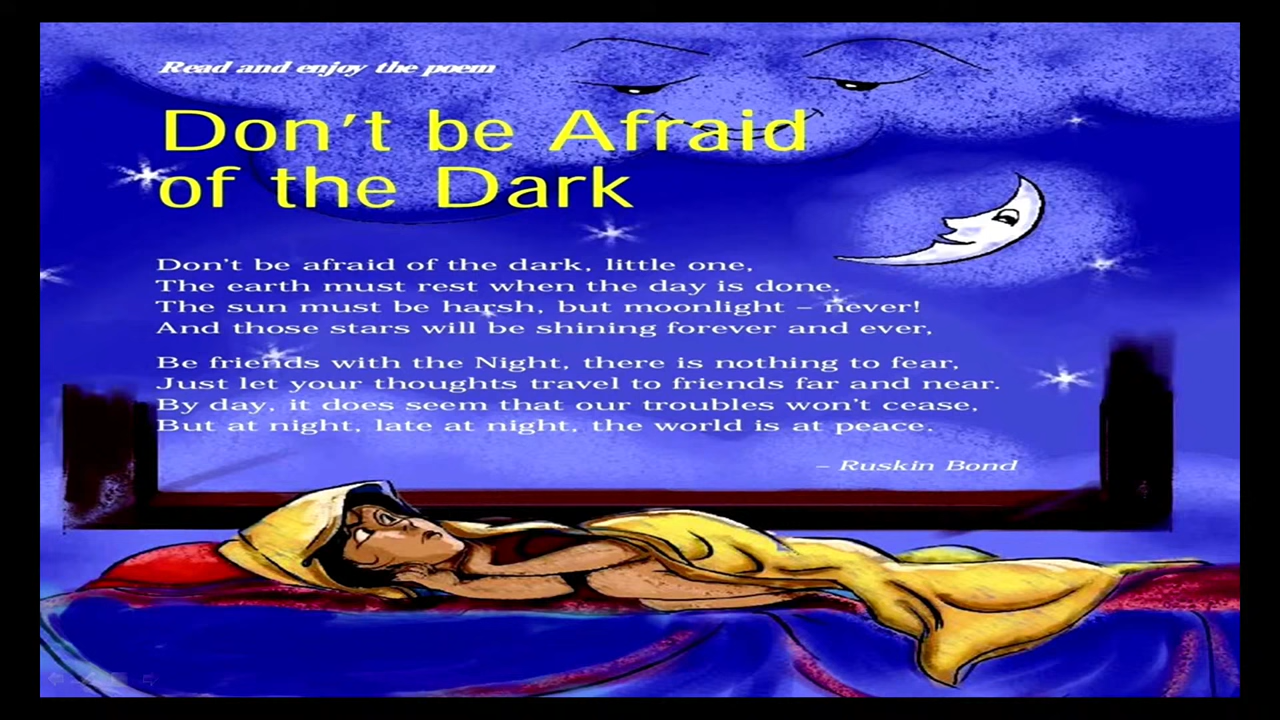 Read and enjoy the poem
Don't be Afraid
of the Dark
Don't be afraid of the dark, little one,
The earth must rest when the day is done.
The sun must be harsh, but moonlight – never!
And those stars will be shining forever and ever,
Be friends with the Night, there is nothing to fear,
Just let your thoughts travel to friends far and near.
By day, it does seem that our troubles won't cease,
But at night, late at night, the world is at peace.
– Ruskin Bond